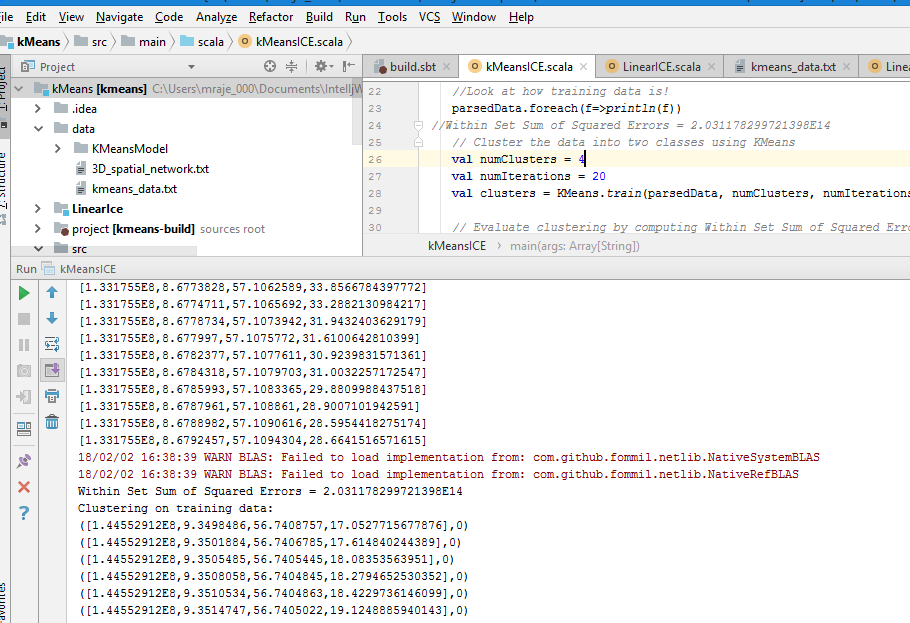 File Edit View Navigate Code Analyze Refactor Build Run Tools VCS Window Help
kMeans src main scala kMeansICE.scala
Project build.sbt kMeansICE.scala LinearICE.scala kmeans_data.txt
kMeans [kmeans]
.idea
data
KMeansModel
3D_spatial_network.txt
kmeans_data.txt
LinearIce
project [kmeans-build] sources root
src
22 //Look at how training data is!
23 parsedData.foreach(f=>println(f))
24 //Within Set Sum of Squared Errors = 2.031178299721398E14
25 // Cluster the data into two classes using KMeans
26 val numClusters = 4
27 val numIterations = 20
28 val clusters = KMeans.train(parsedData, numClusters, numIterations
29
30 // Evaluate clustering by computing Within Set Sum of Squared
kMeansICE main(args: Array[String])
Run kMeansICE
[1.331755E8,8.6773828,57.1062589,33.8566784397772]
[1.331755E8,8.6774711,57.1065692,33.2882130984217]
[1.331755E8,8.6778734,57.1073942,31.9432403629179]
[1.331755E8,8.677997,57.1075772,31.6100642810399]
[1.331755E8,8.6782377,57.1077611,30.9239831571361]
[1.331755E8,8.6784318,57.1079703,31.0032257172547]
[1.331755E8,8.6785993,57.1083365,29.8809988437518]
[1.331755E8,8.6787961,57.108861,28.9007101942591]
[1.331755E8,8.6788982,57.1090616,28.5954418275174]
[1.331755E8,8.6792457,57.1094304,28.6641516571615]
18/02/02 16:38:39 WARN BLAS: Failed to load implementation from: com.github.fommil.netlib.NativeSystemBLAS
18/02/02 16:38:39 WARN BLAS: Failed to load implementation from: com.github.fommil.netlib.NativeRefBLAS
Within Set Sum of Squared Errors = 2.031178299721398E14
Clustering on training data:
([1.44552912E8,9.3498486,56.7408757,17.0527715677876],0)
([1.44552912E8,9.3501884,56.7406785,17.614840244389],0)
([1.44552912E8,9.3505485,56.7405445,18.08353563951],0)
([1.44552912E8,9.3508058,56.7404845,18.2794652530352],0)
([1.44552912E8,9.3510534,56.7404863,18.4229736146099],0)
([1.44552912E8,9.3514747,56.7405022,19.1248885940143],0)